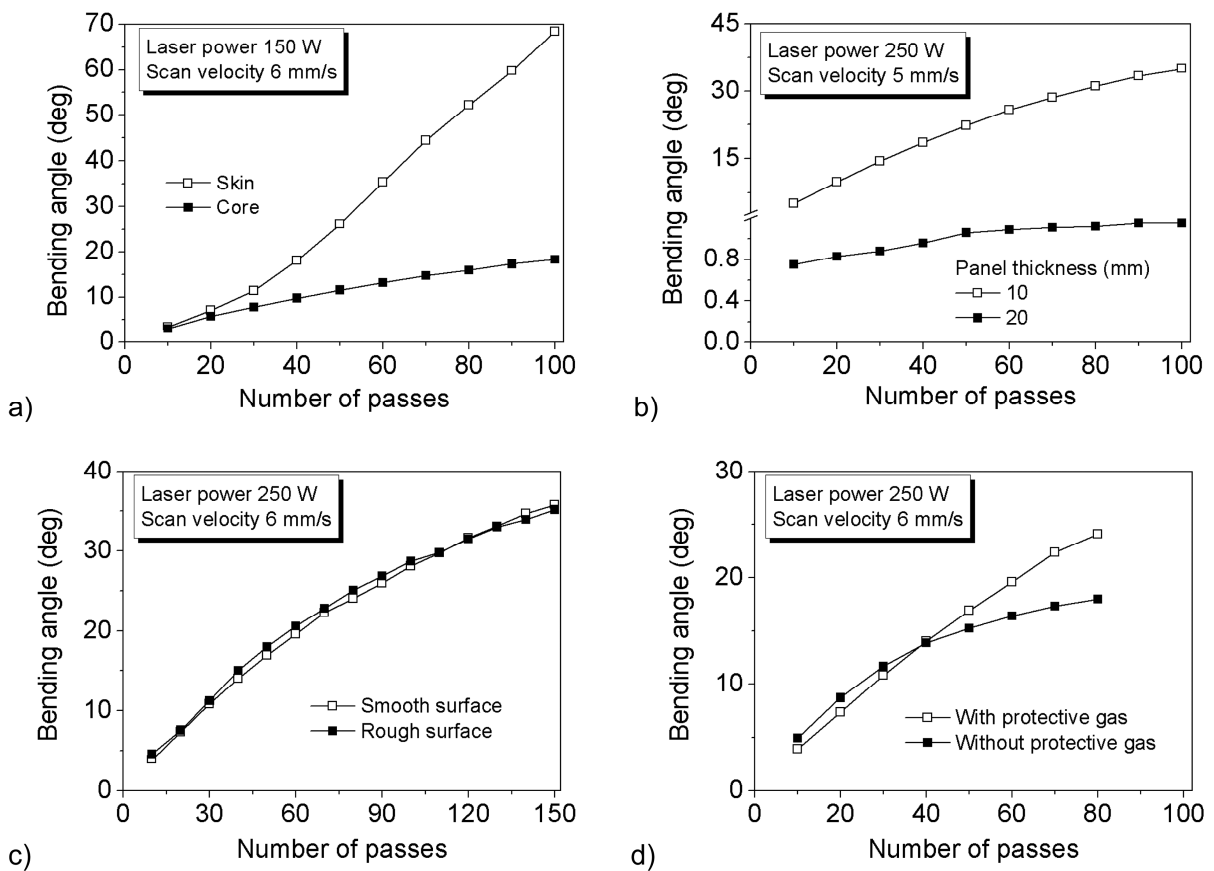 Laser power 150 W
Scan velocity 6 mm/s
Skin
Core
Bending angle (deg)
70
60
50
40
30
20
10
0
0 20 40 60 80 100
Number of passes
a)
Laser power 250 W
Scan velocity 5 mm/s
Bending angle (deg)
45
30
15
0.8
0.4
0.0
Panel thickness (mm)
10
20
0 20 40 60 80 100
Number of passes
b)
Laser power 250 W
Scan velocity 6 mm/s
Bending angle (deg)
40
30
20
10
0
Smooth surface
Rough surface
0 30 60 90 120 150
Number of passes
c)
Laser power 250 W
Scan velocity 6 mm/s
Bending angle (deg)
30
20
10
0
With protective gas
Without protective gas
0 20 40 60 80 100
Number of passes
d)